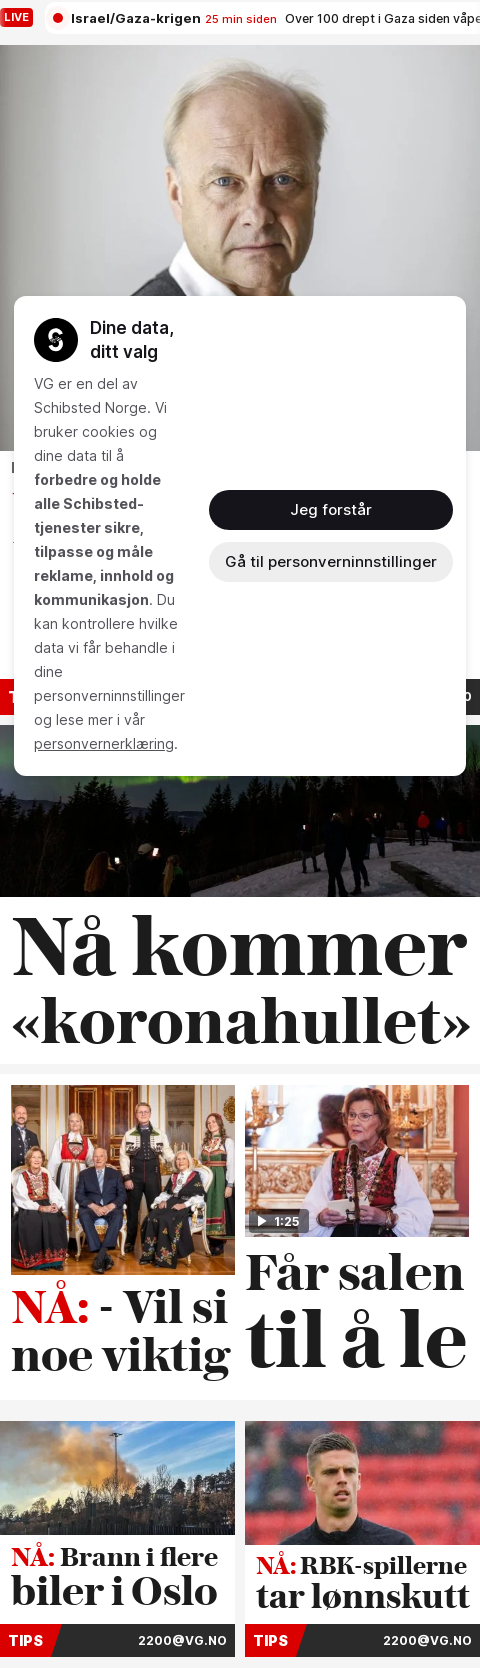 LIVE
Israel/Gaza-krigen 25 min siden Over 100 drept i Gaza siden våpe
Dine data,
ditt valg
VG er en del av
Schibsted Norge. Vi
bruker cookies og
dine data til å
forbedre og holde
alle Schibsted-
tjenester sikre,
tilpasse og måle
reklame, innhold og
kommunikasjon. Du
kan kontrollere hvilke
data vi får behandle i
dine
personverninnstillinger
og lese mer i vår
personvernerklæring.
Jeg forstår
Gå til personverninnstillinger
Nå kommer
«koronahullet»
NÅ: - Vil si
noe viktig
1:25
Får salen
til å le
NÅ: Brann i flere
biler i Oslo
TIPS 2200@VG.NO
NÅ: RBK-spillerne
tar lønnskutt
TIPS 2200@VG.NO